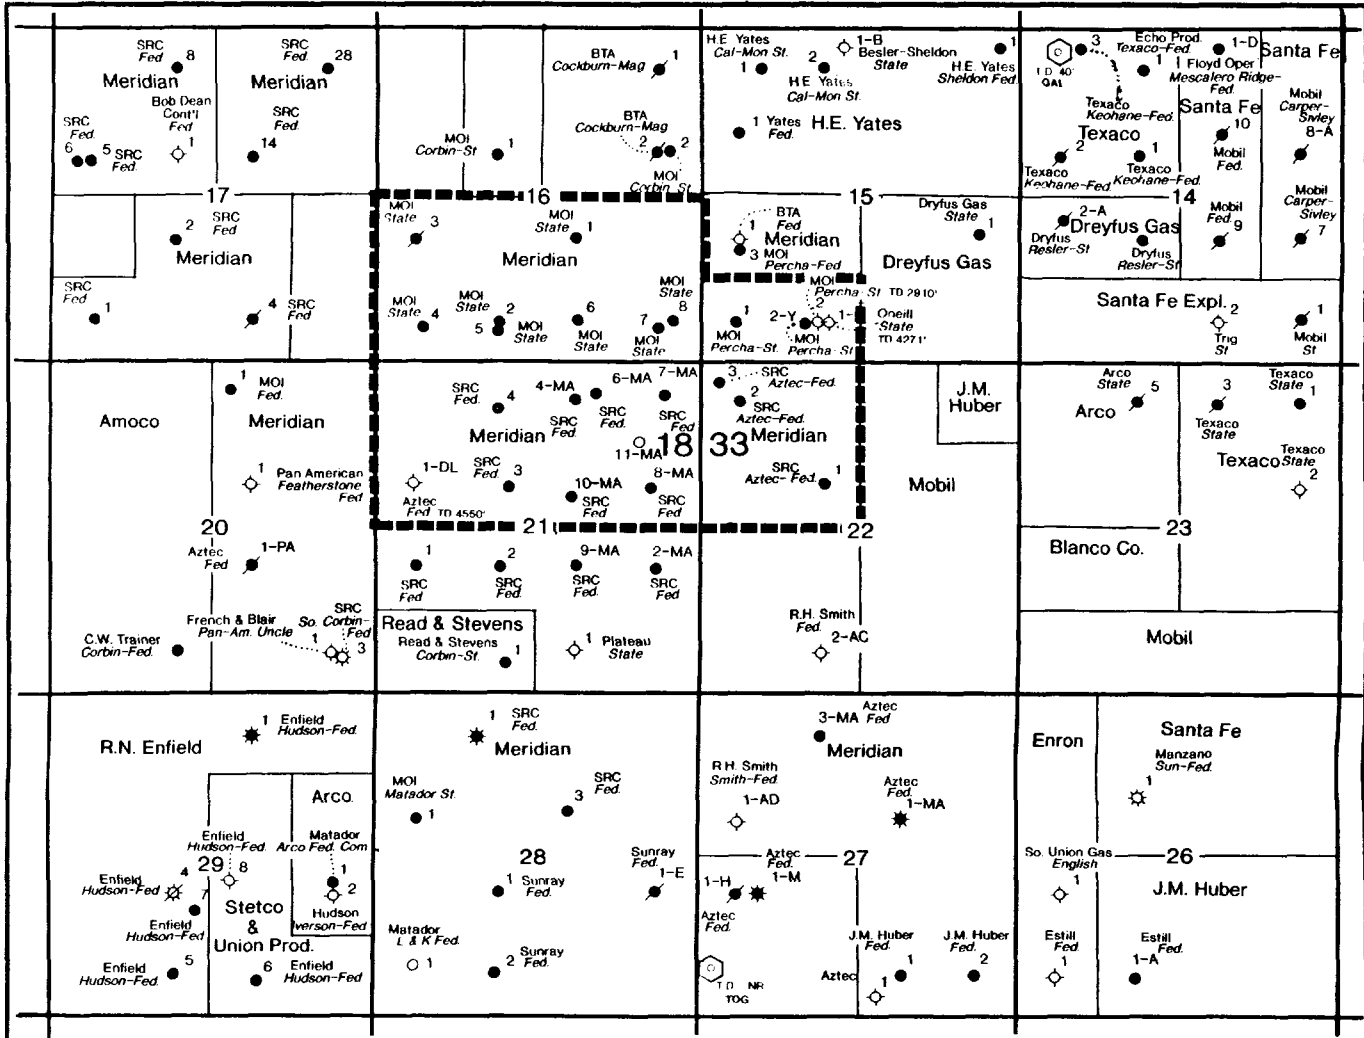 SRC
Fed.
8
Meridian
Bob Dean
Cont'l
Fed
1
SRC
Fed.
6
5
SRC
Fed.
SRC
Fed.
28
Meridian
SRC
Fed.
14
17
2
SRC
Fed
Meridian
SRC
Fed
1
4
SRC
Fed.
BTA
Cockburn-Mag
1
BTA
Cockburn-Mag
2
2
MOI
Corbin St
MOI
Corbin-St
1
16
MOI
State
3
MOI
State
1
Meridian
MOI
State
4
MOI
State
2
5
MOI
State
6
MOI
State
MOI
State
8
7
MOI
State
H.E. Yates
Cal-Mon St.
1
2
H.E. Yates
Cal-Mon St.
1-B
Besler-Sheldon
State
1
H.E. Yates
Sheldon Fed.
1 Yates
Fed.
H.E. Yates
15
BTA
Fed
1
Meridian
3 MOI
Percha-Fed
Dryfus Gas
State
1
Dreyfus Gas
MOI
Percha-St TD 2910'
2
1
MOI
Percha-St.
2-Y
MOI
Percha-St
1-
Oneill
State
TD 4271'
3
Echo Prod.
Texaco-Fed.
1
1-D
Santa Fe
T D 40'
QAL
Floyd Oper
Mescalero Ridge-
Fed.
Texaco
Keohane-Fed.
Texaco
2
Texaco
Keohane-Fed.
1
Texaco
Keohane-Fed.
Santa Fe
10
Mobil
Fed.
Mobil
Carper-
Sivley
8-A
14
2-A
Dryfus
Resler-St
Dreyfus Gas
Dryfus
Resler-St
Mobil
Fed.
9
Mobil
Carper-
Sivley
7
Santa Fe Expl.
2
Trig
St
1
Mobil
St
1
MOI
Fed.
Amoco
Meridian
1
Pan American
Featherstone
Fed
20
Aztec
Fed
1-PA
French & Blair
Pan-Am. Uncle
1
SRC
So. Corbin-
Fed
3
C.W. Trainer
Corbin-Fed.
SRC
Fed.
4
4-MA
6-MA
7-MA
SRC
Fed.
SRC
Fed.
SRC
Fed
Meridian
11-MA
18 33
1-DL
Aztec
Fed TD 4550'
SRC
Fed.
3
10-MA
SRC
Fed.
8-MA
SRC
Fed
21
1
SRC
Fed
2
SRC
Fed.
9-MA
SRC
Fed.
2-MA
SRC
Fed
Read & Stevens
Read & Stevens
Corbin-St.
1
1 Plateau
State
3
SRC
Aztec-Fed.
2
SRC
Aztec-Fed.
Meridian
SRC
Aztec-Fed.
1
J.M.
Huber
Mobil
22
R.H. Smith
Fed.
2-AC
Arco
State
5
Arco
3
Texaco
State
Texaco
State
1
Texaco
Texaco
State
2
23
Blanco Co.
Mobil
1
Enfield
Hudson-Fed.
R.N. Enfield
Arco
Enfield
Hudson-Fed.
8
Matador
Arco Fed. Com
1
2
Hudson
Iverson-Fed
29
Enfield
Hudson-Fed
4
7
Enfield
Hudson-Fed
Stetco
&
Union Prod.
Enfield
Hudson-Fed.
5
6
Enfield
Hudson-Fed
1 SRC
Fed.
Meridian
MOI
Matador St.
1
3
SRC
Fed.
28
1 Sunray
Fed.
Sunray
Fed.
1-E
Matador
L & K Fed.
1
2
Sunray
Fed.
3-MA
Aztec
Fed
Meridian
R.H. Smith
Smith-Fed.
1-AD
Aztec
Fed.
1-MA
27
Aztec
Fed.
1-H
1-M
Aztec
Fed.
T D NR
TOG
Aztec
1
J.M. Huber
Fed.
1
J.M. Huber
Fed.
2
Enron
Santa Fe
Manzano
Sun-Fed.
1
So. Union Gas
English
1
26
J.M. Huber
Estill
Fed
1
Estill
Fed.
1-A